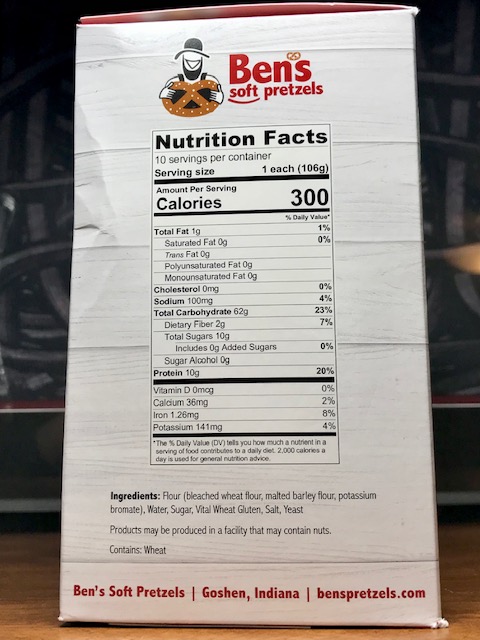 Ben's
soft pretzels
Nutrition Facts
10 servings per container
Serving size 1 each (106g)
Amount Per Serving
Calories 300
% Daily Value*
Total Fat 1g 1%
Saturated Fat 0g 0%
Trans Fat 0g
Polyunsaturated Fat 0g
Monounsaturated Fat 0g
Cholesterol 0mg 0%
Sodium 100mg 4%
Total Carbohydrate 62g 23%
Dietary Fiber 2g 7%
Total Sugars 10g
Includes 0g Added Sugars 0%
Sugar Alcohol 0g
Protein 10g 20%
Vitamin D 0mcg 0%
Calcium 36mg 2%
Iron 1.26mg 8%
Potassium 141mg 4%
*The % Daily Value (DV) tells you how much a nutrient in a
serving of food contributes to a daily diet. 2,000 calories a
day is used for general nutrition advice.
Ingredients: Flour (bleached wheat flour, malted barley flour, potassium
bromate), Water, Sugar, Vital Wheat Gluten, Salt, Yeast
Products may be produced in a facility that may contain nuts.
Contains: Wheat
Ben's Soft Pretzels | Goshen, Indiana | benspretzels.com